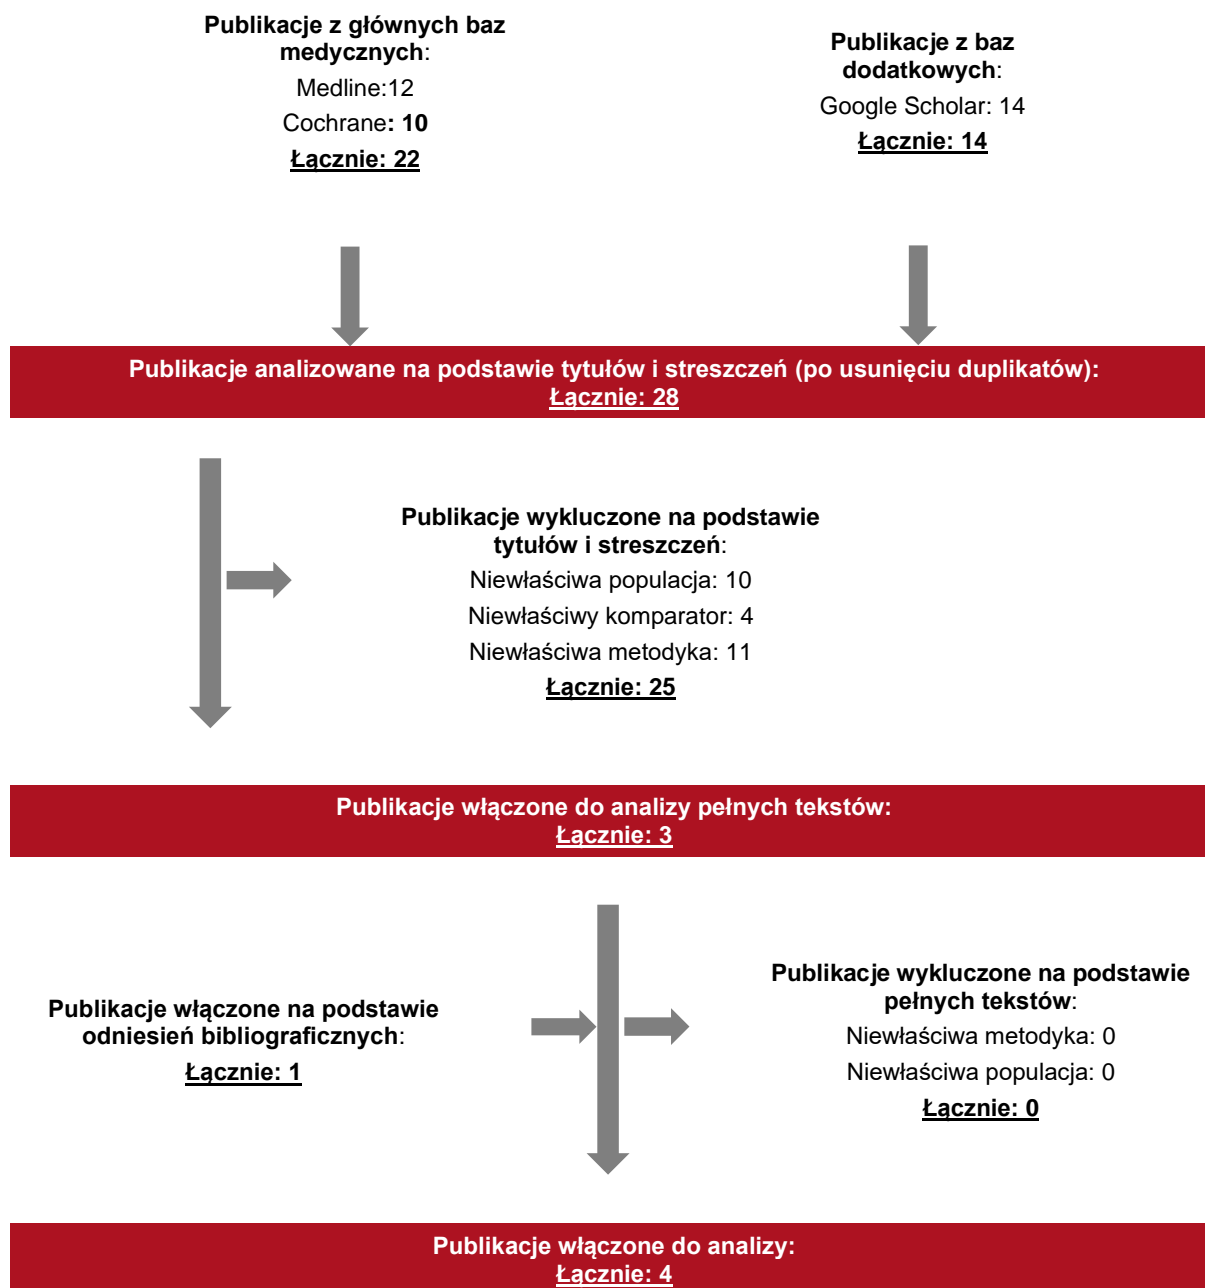 Publikacje z głównych baz
medycznych:
Medline:12
Cochrane: 10
Łącznie: 22
Publikacje z baz
dodatkowych:
Google Scholar: 14
Łącznie: 14
Publikacje analizowane na podstawie tytułów i streszczeń (po usunięciu duplikatów):
Łącznie: 28
Publikacje wykluczone na podstawie
tytułów i streszczeń:
Niewłaściwa populacja: 10
Niewłaściwy komparator: 4
Niewłaściwa metodyka: 11
Łącznie: 25
Publikacje włączone do analizy pełnych tekstów:
Łącznie: 3
Publikacje włączone na podstawie
odniesień bibliograficznych:
Łącznie: 1
Publikacje wykluczone na podstawie
pełnych tekstów:
Niewłaściwa metodyka: 0
Niewłaściwa populacja: 0
Łącznie: 0
Publikacje włączone do analizy:
Łącznie: 4